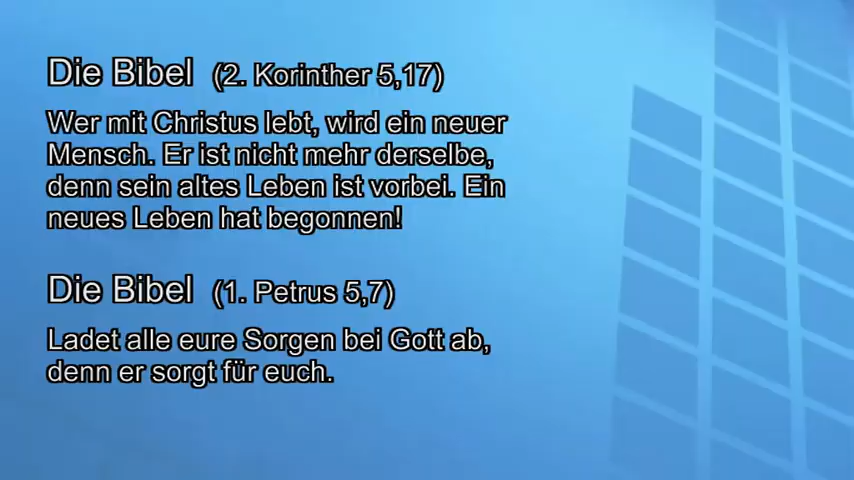 Die Bibel (2. Korinther 5,17)
Wer mit Christus lebt, wird ein neuer
Mensch. Er ist nicht mehr derselbe,
denn sein altes Leben ist vorbei. Ein
neues Leben hat begonnen!
Die Bibel (1. Petrus 5,7)
Ladet alle eure Sorgen bei Gott ab,
denn er sorgt für euch.